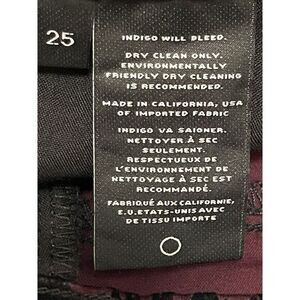 25
INDIGO WILL BLEED.
DRY CLEAN ONLY.
ENVIRONMENTALLY
FRIENDLY DRY CLEANING
IS RECOMMENDED.
MADE IN CALIFORNIA, USA
OF IMPORTED FABRIC
INDIGO VA SAIGNER.
NETTOYER À SEC
SEULEMENT.
RESPECTUEUX DE
L'ENVIRONNEMENT DE
NETTOYAGE À SEC EST
RECOMMANDÉ.
FABRIQUÉ AUX CALIFORNIE,
É.U.ETATS-UNIS AVEC
DE TISSU IMPORTE